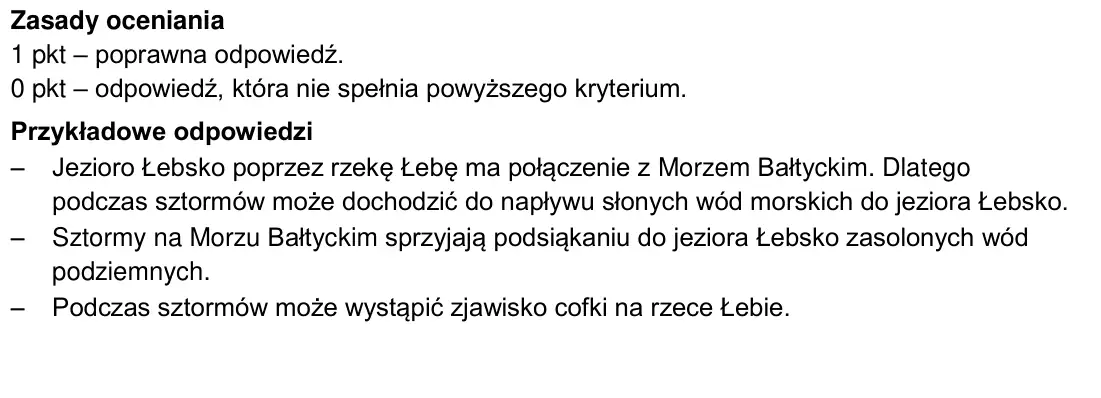 Zasady oceniania
1 pkt – poprawna odpowiedź.
0 pkt – odpowiedź, która nie spełnia powyższego kryterium.
Przykładowe odpowiedzi
– Jezioro Łebsko poprzez rzekę Łebę ma połączenie z Morzem Bałtyckim. Dlatego
podczas sztormów może dochodzić do napływu słonych wód morskich do jeziora Łebsko.
– Sztormy na Morzu Bałtyckim sprzyjają podsiąkaniu do jeziora Łebsko zasolonych wód
podziemnych.
– Podczas sztormów może wystąpić zjawisko cofki na rzece Łebie.